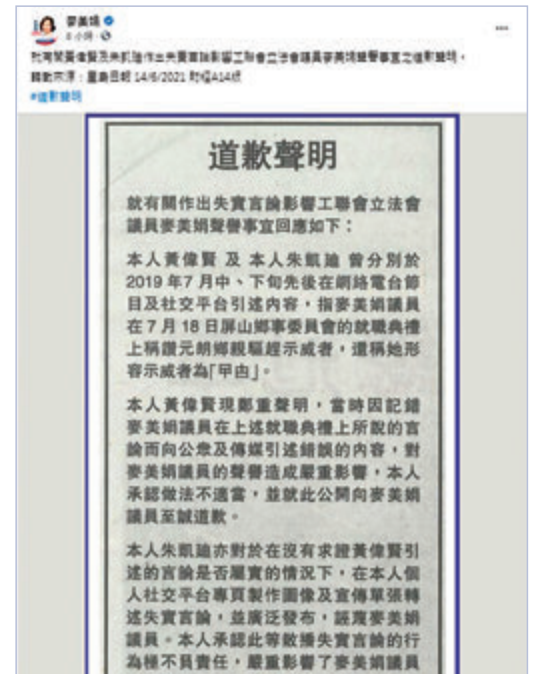 麥美娟
8小時
就有關黃偉賢及朱凱廸作出失實言論影響工聯會立法會議員麥美娟聲譽事宜之道歉聲明。
轉載來源：星島日報 14/6/2021 財經A14版
#道歉聲明
道歉聲明
就有關作出失實言論影響工聯會立法會
議員麥美娟聲譽事宜回應如下：
本人黃偉賢 及 本人朱凱廸 曾分別於
2019 年7 月中、下旬先後在網絡電台節
目及社交平台引述內容，指麥美娟議員
在 7 月 18 日屏山鄉事委員會的就職典禮
上稱讚元朗鄉親驅趕示威者，還稱她形
容示威者為「曱甴」。
本人黃偉賢現鄭重聲明，當時因記錯
麥美娟議員在上述就職典禮上所說的言
論而向公眾及傳媒引述錯誤的內容，對
麥美娟議員的聲譽造成嚴重影響，本人
承認做法不適當，並就此公開向麥美娟
議員至誠道歉。
本人朱凱廸亦對於在沒有求證黃偉賢引
述的言論是否屬實的情況下，在本人個
人社交平台專頁製作圖像及宣傳單張轉
述失實言論，並廣泛發布，誣蔑麥美娟
議員。本人承認此等散播失實言論的行
為極不負責任，嚴重影響了麥美娟議員